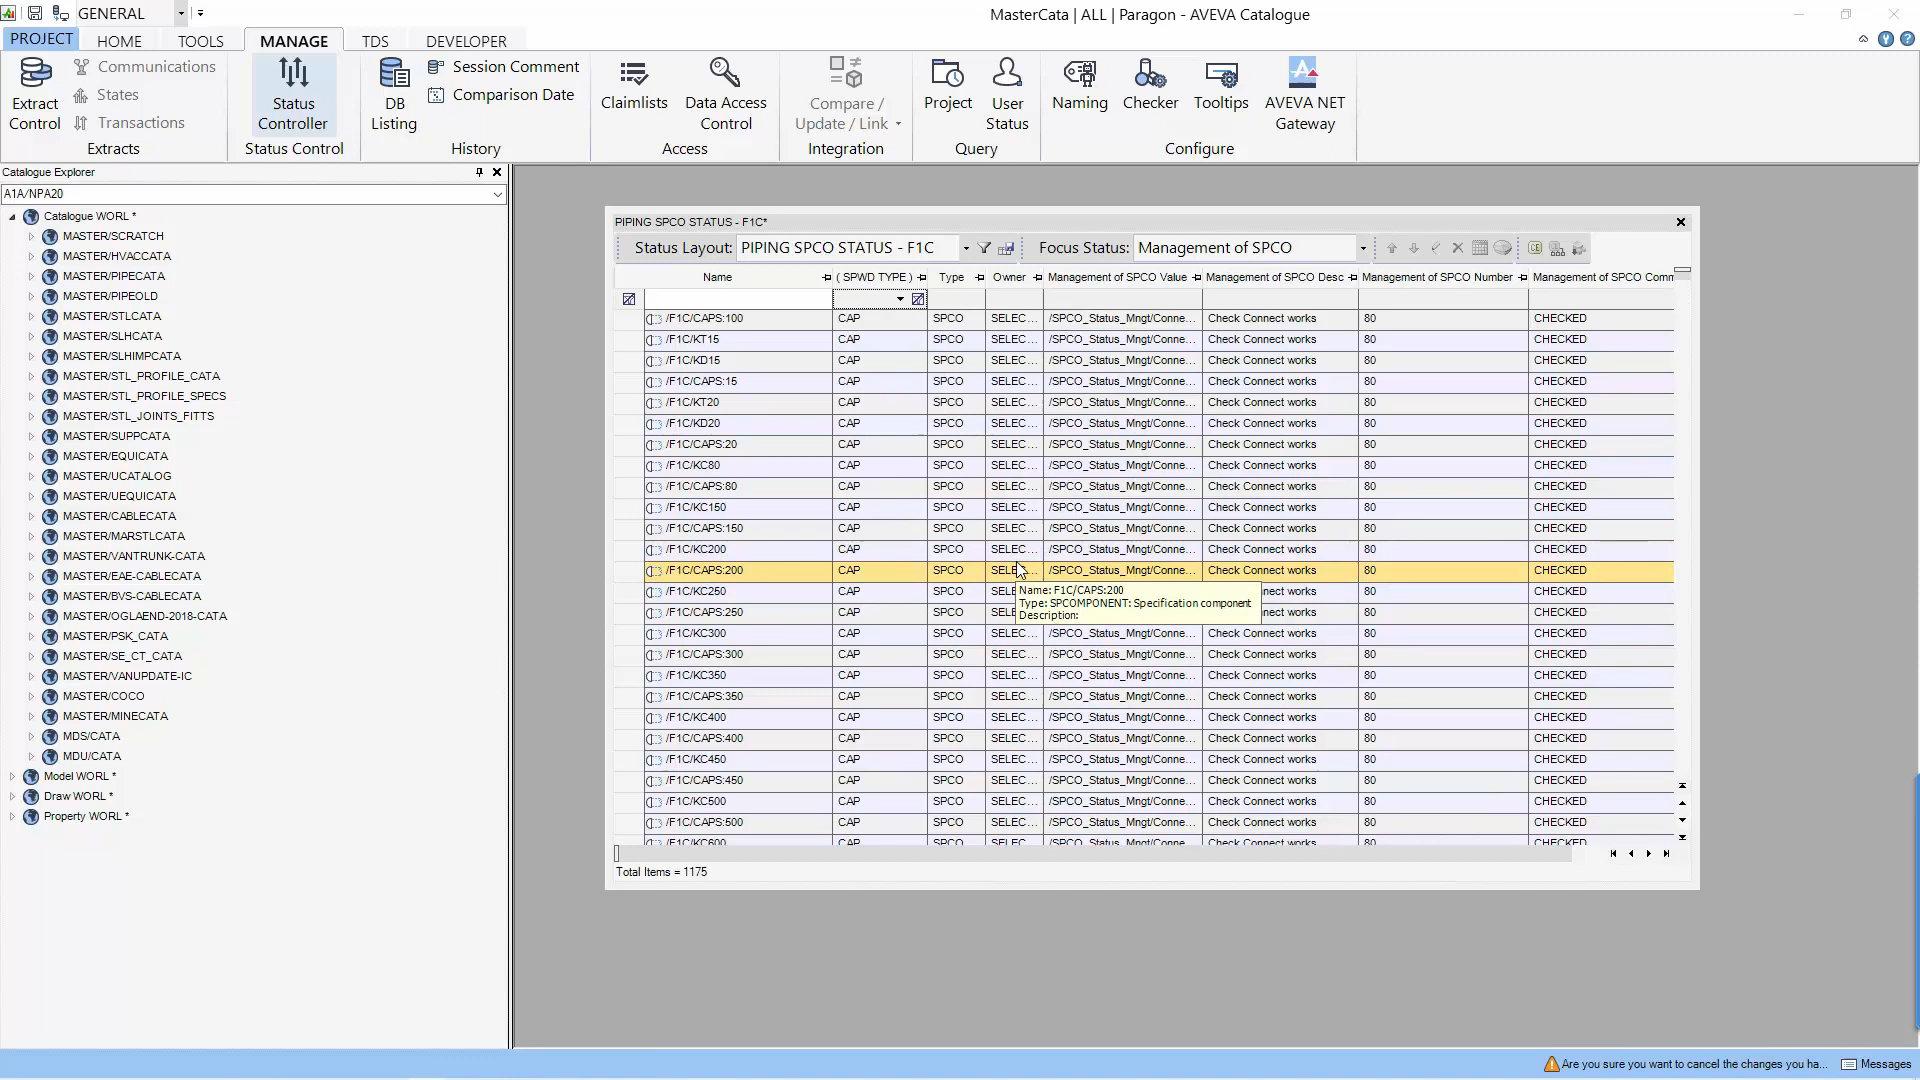 GENERAL
MasterCata | ALL | Paragon - AVEVA Catalogue
PROJECT HOME TOOLS MANAGE TDS DEVELOPER
Extract Control
Communications
States
Transactions
Extracts
Status Controller
Status Control
DB Listing
Session Comment
Comparison Date
History
Claimlists
Data Access Control
Access
Compare / Update / Link
Integration
Project
User Status
Query
Naming
Checker
Tooltips
AVEVA NET Gateway
Configure
Catalogue Explorer
A1A/NPA20
Catalogue WORL *
MASTER/SCRATCH
MASTER/HVACCATA
MASTER/PIPECATA
MASTER/PIPEOLD
MASTER/STLCATA
MASTER/SLHCATA
MASTER/SLHIMPCATA
MASTER/STL_PROFILE_CATA
MASTER/STL_PROFILE_SPECS
MASTER/STL_JOINTS_FITTS
MASTER/SUPPCATA
MASTER/EQUICATA
MASTER/UCATALOG
MASTER/UEQUICATA
MASTER/CABLECATA
MASTER/MARSTLCATA
MASTER/VANTRUNK-CATA
MASTER/EAE-CABLECATA
MASTER/BVS-CABLECATA
MASTER/OGLAEND-2018-CATA
MASTER/PSK_CATA
MASTER/SE_CT_CATA
MASTER/VANUPDATE-IC
MASTER/COCO
MASTER/MINECATA
MDS/CATA
MDU/CATA
Model WORL *
Draw WORL *
Property WORL *
PIPING SPCO STATUS - F1C*
Status Layout: PIPING SPCO STATUS - F1C Focus Status: Management of SPCO
Name ( SPWD TYPE ) Type Owner Management of SPCO Value Management of SPCO Desc Management of SPCO Number Management of SPCO Comm
/F1C/CAPS:100 CAP SPCO SELEC... /SPCO_Status_Mngt/Conne... Check Connect works 80 CHECKED
/F1C/KT15 CAP SPCO SELEC... /SPCO_Status_Mngt/Conne... Check Connect works 80 CHECKED
/F1C/KD15 CAP SPCO SELEC... /SPCO_Status_Mngt/Conne... Check Connect works 80 CHECKED
/F1C/CAPS:15 CAP SPCO SELEC... /SPCO_Status_Mngt/Conne... Check Connect works 80 CHECKED
/F1C/KT20 CAP SPCO SELEC... /SPCO_Status_Mngt/Conne... Check Connect works 80 CHECKED
/F1C/KD20 CAP SPCO SELEC... /SPCO_Status_Mngt/Conne... Check Connect works 80 CHECKED
/F1C/CAPS:20 CAP SPCO SELEC... /SPCO_Status_Mngt/Conne... Check Connect works 80 CHECKED
/F1C/KC80 CAP SPCO SELEC... /SPCO_Status_Mngt/Conne... Check Connect works 80 CHECKED
/F1C/CAPS:80 CAP SPCO SELEC... /SPCO_Status_Mngt/Conne... Check Connect works 80 CHECKED
/F1C/KC150 CAP SPCO SELEC... /SPCO_Status_Mngt/Conne... Check Connect works 80 CHECKED
/F1C/CAPS:150 CAP SPCO SELEC... /SPCO_Status_Mngt/Conne... Check Connect works 80 CHECKED
/F1C/KC200 CAP SPCO SELEC... /SPCO_Status_Mngt/Conne... Check Connect works 80 CHECKED
/F1C/CAPS:200 CAP SPCO SELE /SPCO_Status_Mngt/Conne... Check Connect works 80 CHECKED
/F1C/KC250 CAP SPCO SELE nnect works 80 CHECKED
/F1C/CAPS:250 CAP SPCO SELE nnect works 80 CHECKED
Name: F1C/CAPS:200
Type: SPCOMPONENT: Specification component
Description:
/F1C/KC300 CAP SPCO SELEC... /SPCO_Status_Mngt/Conne... Check Connect works 80 CHECKED
/F1C/CAPS:300 CAP SPCO SELEC... /SPCO_Status_Mngt/Conne... Check Connect works 80 CHECKED
/F1C/KC350 CAP SPCO SELEC... /SPCO_Status_Mngt/Conne... Check Connect works 80 CHECKED
/F1C/CAPS:350 CAP SPCO SELEC... /SPCO_Status_Mngt/Conne... Check Connect works 80 CHECKED
/F1C/KC400 CAP SPCO SELEC... /SPCO_Status_Mngt/Conne... Check Connect works 80 CHECKED
/F1C/CAPS:400 CAP SPCO SELEC... /SPCO_Status_Mngt/Conne... Check Connect works 80 CHECKED
/F1C/KC450 CAP SPCO SELEC... /SPCO_Status_Mngt/Conne... Check Connect works 80 CHECKED
/F1C/CAPS:450 CAP SPCO SELEC... /SPCO_Status_Mngt/Conne... Check Connect works 80 CHECKED
/F1C/KC500 CAP SPCO SELEC... /SPCO_Status_Mngt/Conne... Check Connect works 80 CHECKED
/F1C/CAPS:500 CAP SPCO SELEC... /SPCO_Status_Mngt/Conne... Check Connect works 80 CHECKED
/F1C/KC600 CAP SPCO SELEC... /SPCO_Status_Mngt/Conne... Check Connect works 80 CHECKED
Total Items = 1175
Are you sure you want to cancel the changes you ha... Messages